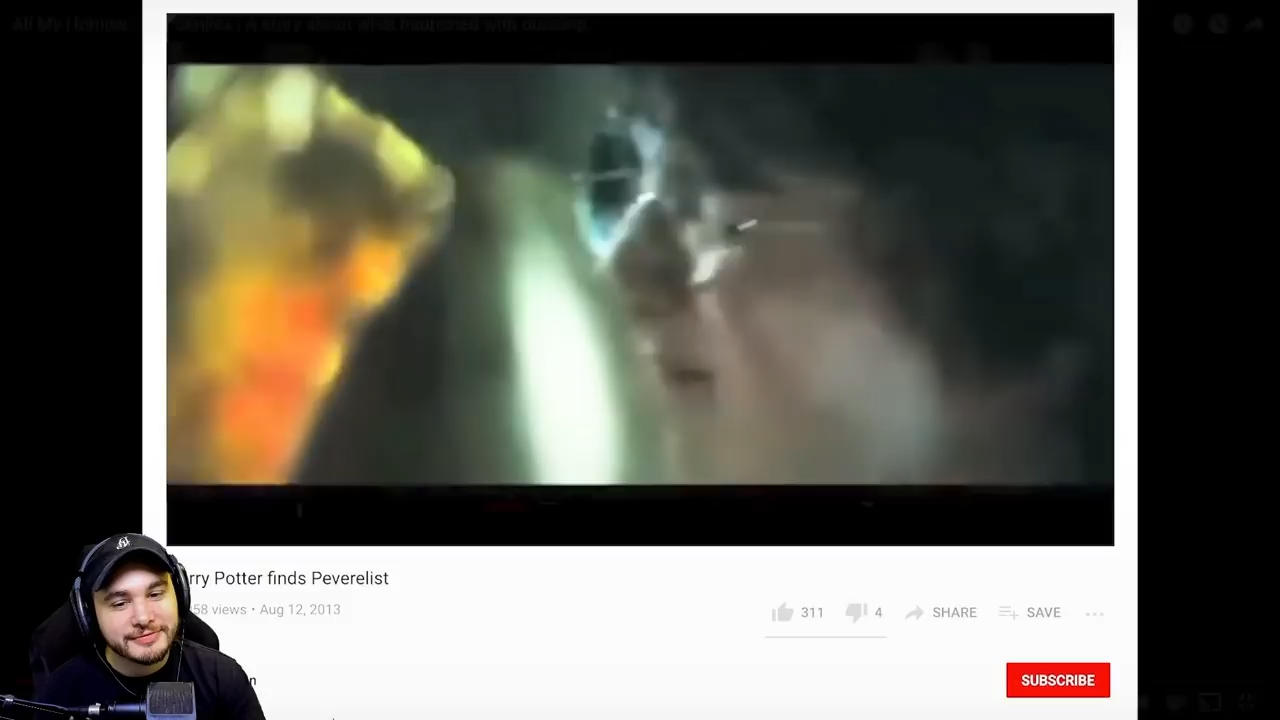 rry Potter finds Peverelist
58 views • Aug 12, 2013
311
4
SHARE
SAVE
n
SUBSCRIBE